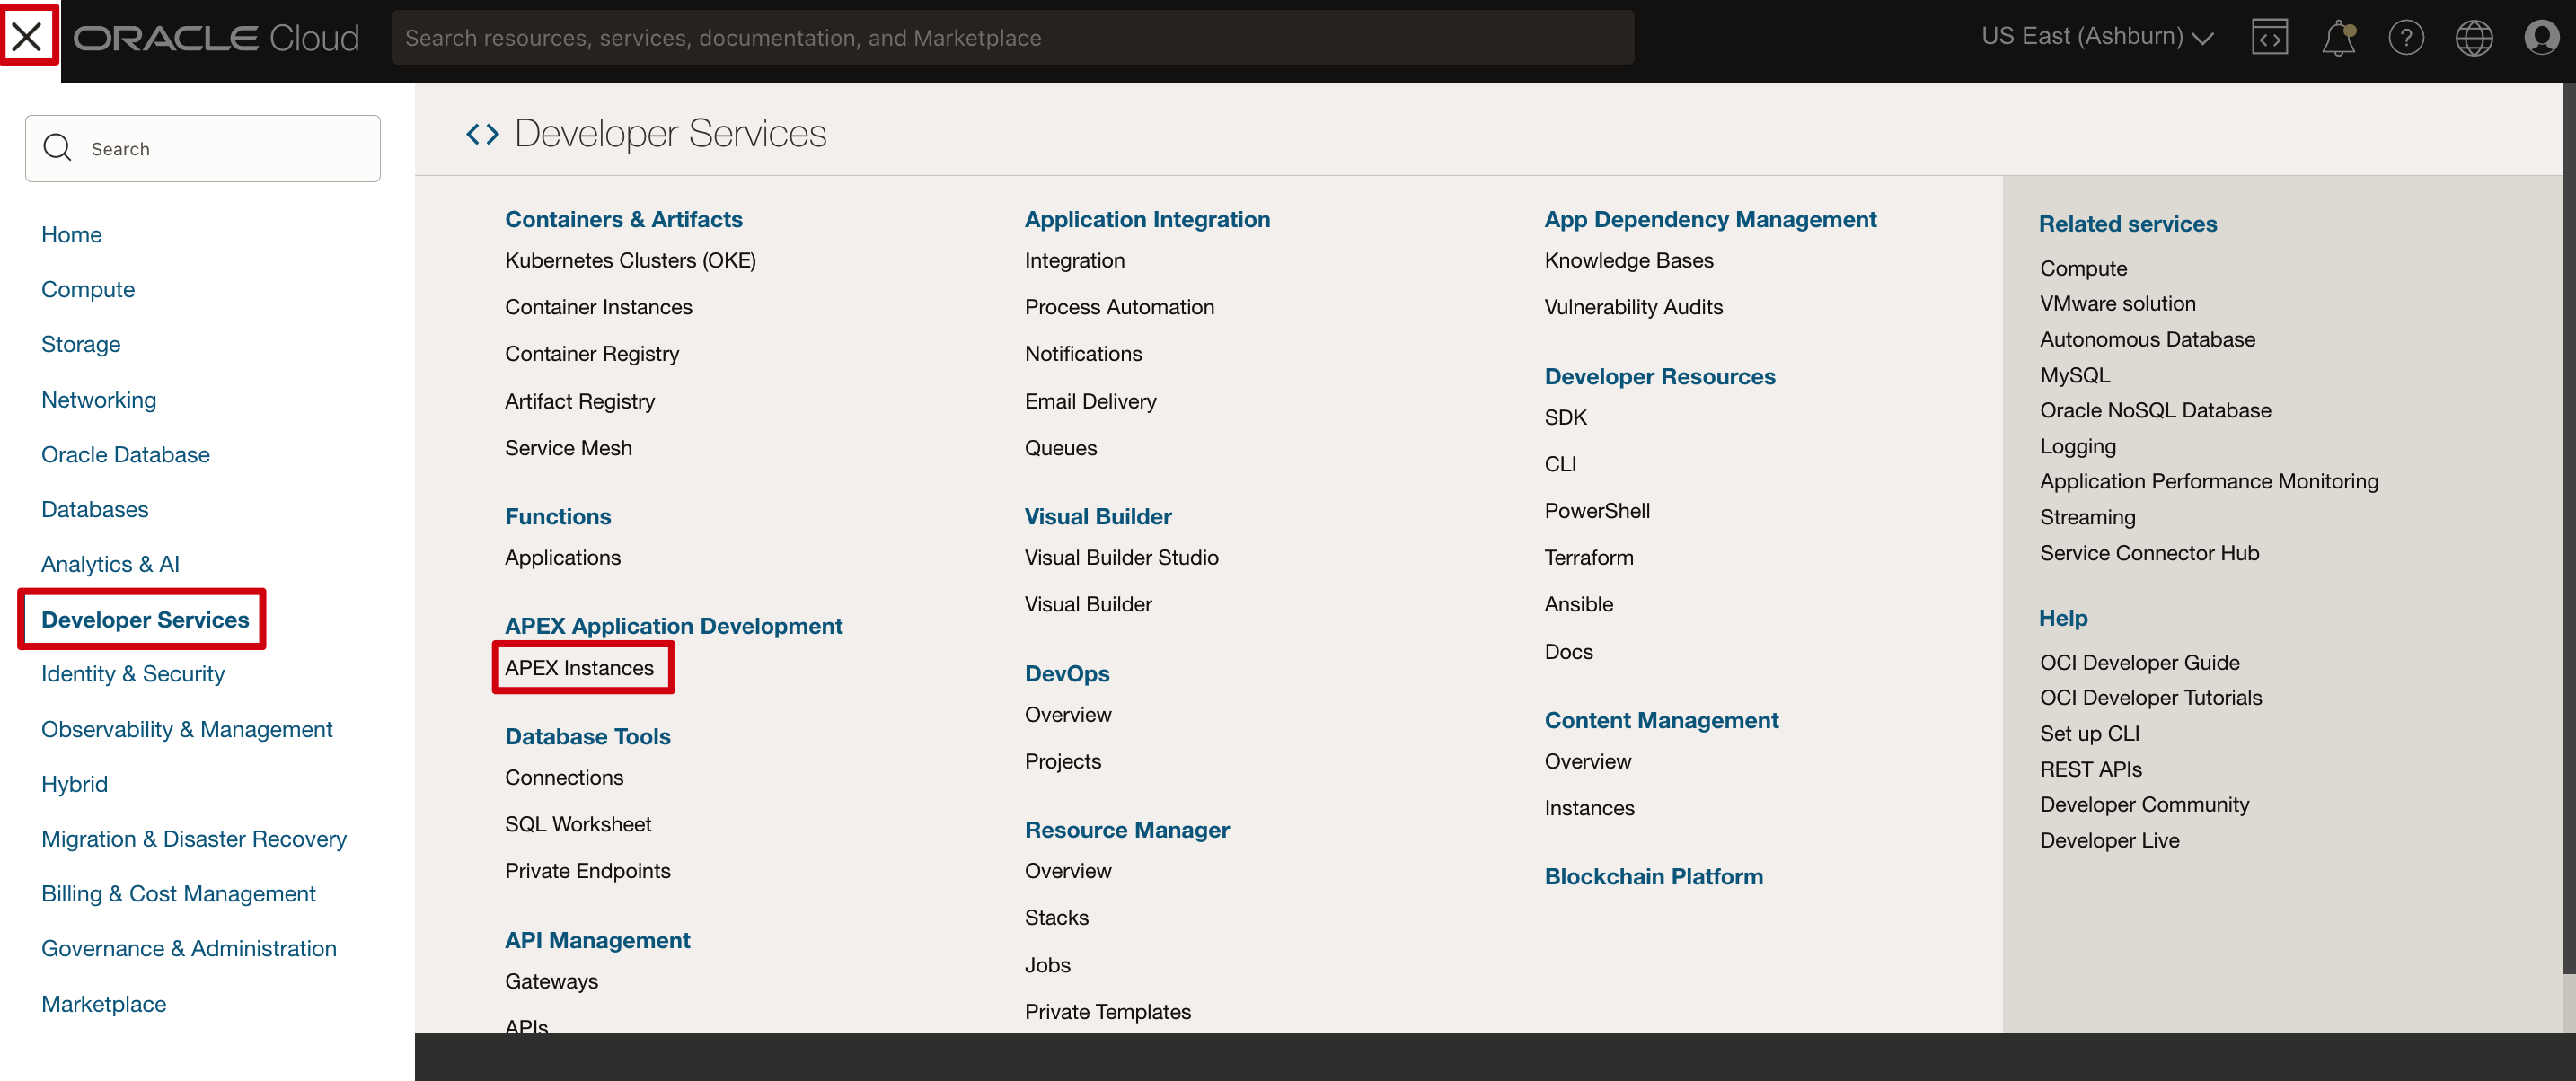 ORACLE Cloud
Search resources, services, documentation, and Marketplace
US East (Ashburn)
Search
Home
Compute
Storage
Networking
Oracle Database
Databases
Analytics & AI
Developer Services
Identity & Security
Observability & Management
Hybrid
Migration & Disaster Recovery
Billing & Cost Management
Governance & Administration
Marketplace
Developer Services
Containers & Artifacts
Kubernetes Clusters (OKE)
Container Instances
Container Registry
Artifact Registry
Service Mesh
Functions
Applications
APEX Application Development
APEX Instances
Database Tools
Connections
SQL Worksheet
Private Endpoints
API Management
Gateways
APIs
Application Integration
Integration
Process Automation
Notifications
Email Delivery
Queues
Visual Builder
Visual Builder Studio
Visual Builder
DevOps
Overview
Projects
Resource Manager
Overview
Stacks
Jobs
Private Templates
App Dependency Management
Knowledge Bases
Vulnerability Audits
Developer Resources
SDK
CLI
PowerShell
Terraform
Ansible
Docs
Content Management
Overview
Instances
Blockchain Platform
Related services
Compute
VMware solution
Autonomous Database
MySQL
Oracle NoSQL Database
Logging
Application Performance Monitoring
Streaming
Service Connector Hub
Help
OCI Developer Guide
OCI Developer Tutorials
Set up CLI
REST APIs
Developer Community
Developer Live